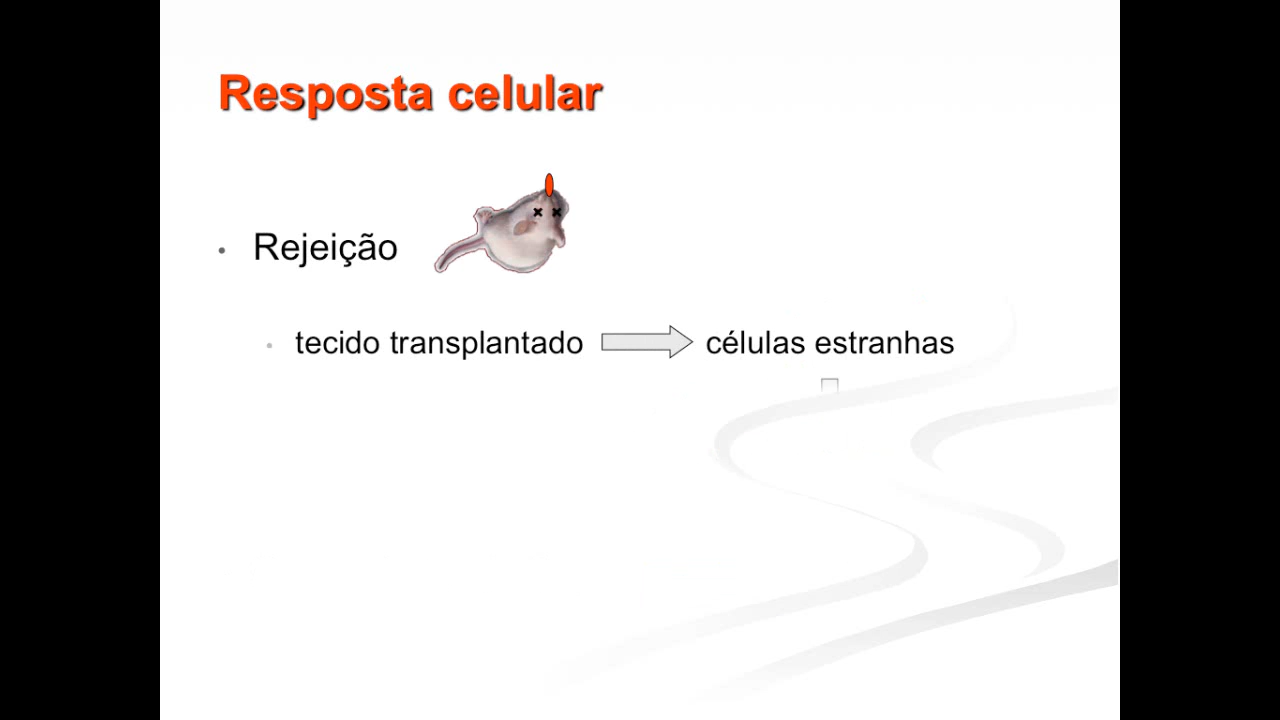 Resposta celular
• Rejeição
• tecido transplantado células estranhas